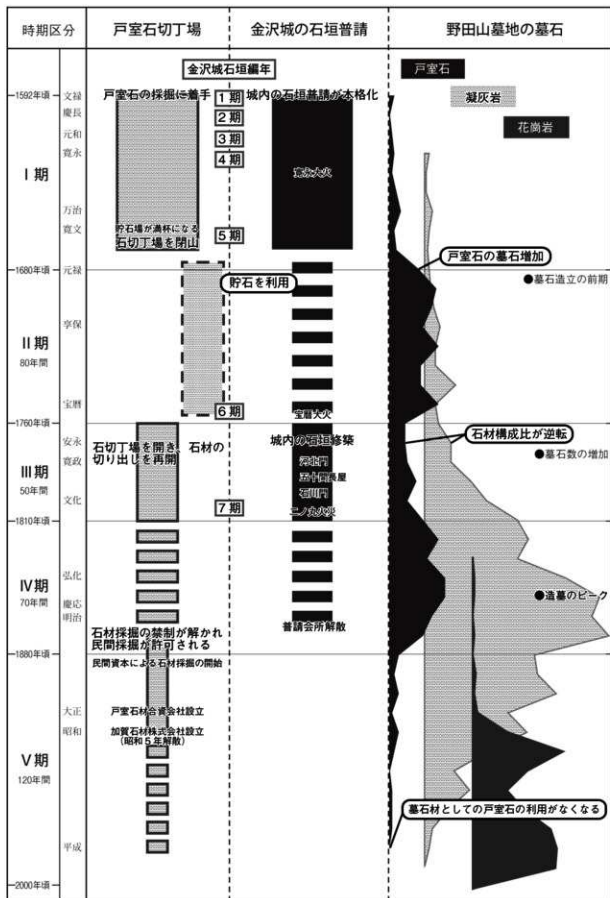 時期区分
戸室石切丁場
金沢城の石垣普請
野田山墓地の墓石
金沢城石垣編年
戸室石
凝灰岩
花崗岩
1592年頃
文禄
戸室石の採掘に着手
1期
城内の石垣普請が本格化
慶長
2期
元和
3期
寛永
4期
Ⅰ期
寛永大火
万治
寛文
貯石場が満杯になる
石切丁場を閉山
5期
1680年頃
元禄
戸室石の墓石増加
貯石を利用
●墓石造立の前期
享保
Ⅱ期
80年間
宝暦
6期
宝暦大火
1760年頃
安永
石切丁場を開き、石材の
切り出しを再開
城内の石垣修築
石材構成比が逆転
寛政
河北門
●墓石数の増加
Ⅲ期
50年間
五十間長屋
石川門
文化
7期
二ノ丸火災
1810年頃
弘化
Ⅳ期
70年間
慶応
●造墓のピーク
明治
普請会所解散
石材採掘の禁制が解かれ
民間採掘が許可される
1880年頃
民間資本による石材採掘の開始
大正
戸室石材合資会社設立
昭和
加賀石材株式会社設立
(昭和5年解散)
Ⅴ期
120年間
墓石材としての戸室石の利用がなくなる
平成
2000年頃